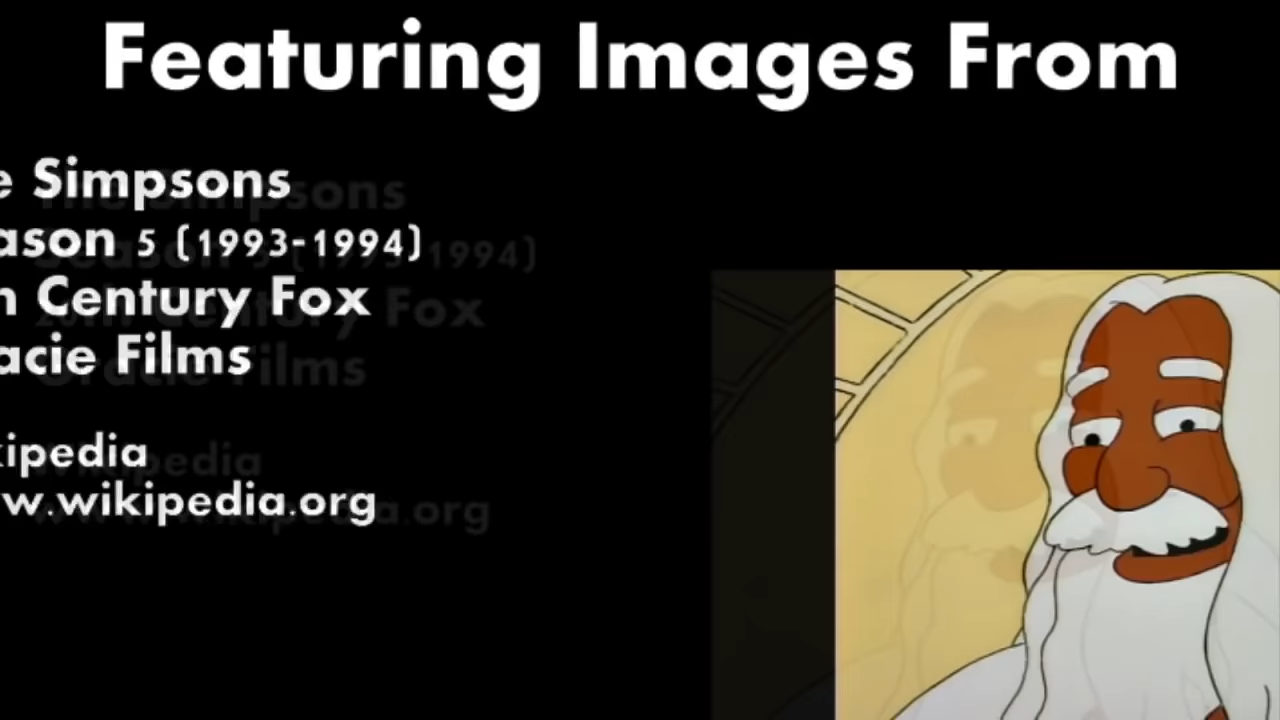 Featuring Images From
e Simpsons
ason 5 (1993-1994)
h Century Fox
acie Films
kipedia
w.wikipedia.org